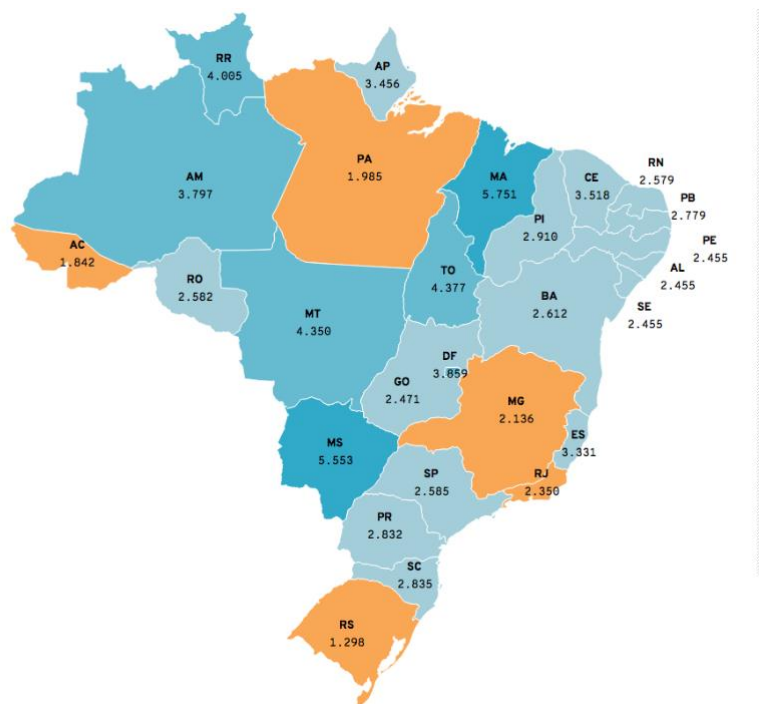 RR
4.005
AP
3.456
AM
3.797
PA
1.985
MA
5.751
CE
3.518
RN
2.579
PB
2.779
PI
2.910
PE
2.455
AL
2.455
SE
2.455
AC
1.842
RO
2.582
TO
4.377
MT
4.350
BA
2.612
DF
3.859
GO
2.471
MG
2.136
ES
3.331
MS
5.553
SP
2.585
RJ
2.350
PR
2.832
SC
2.835
RS
1.298